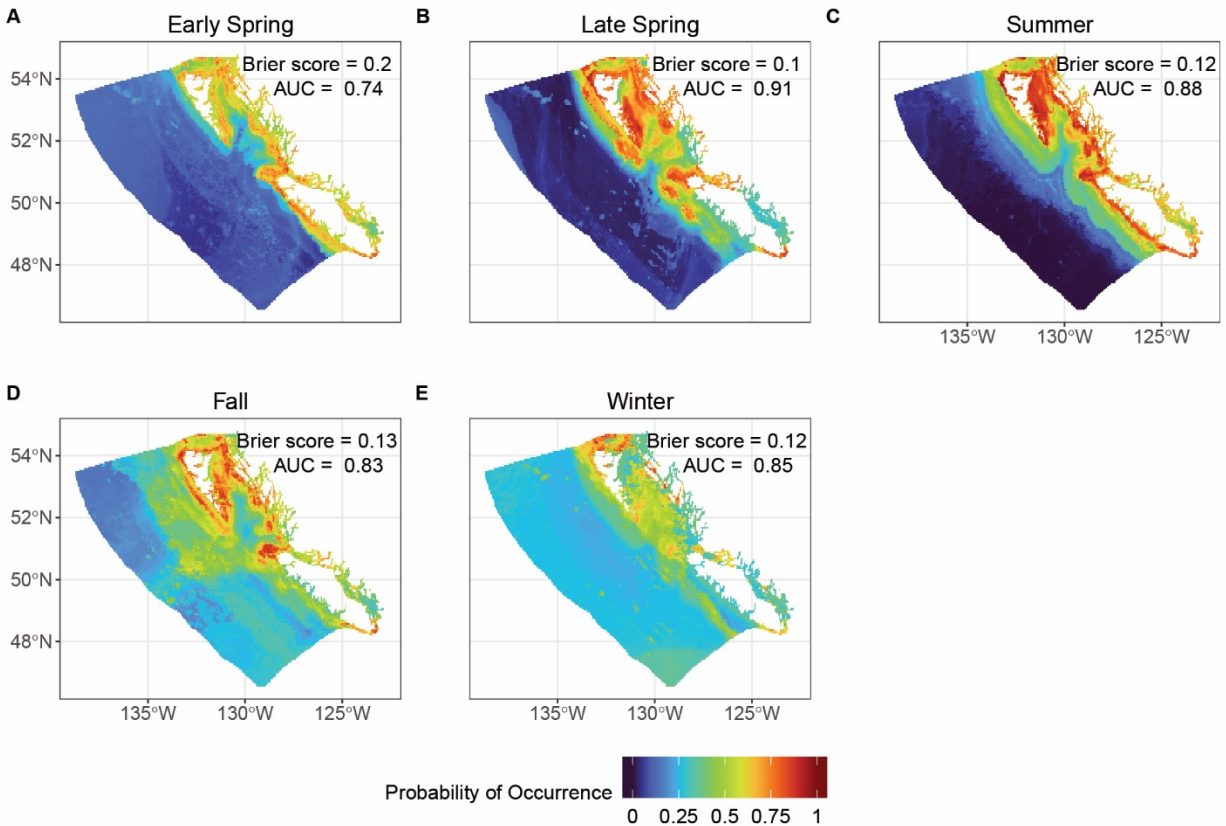 A
Early Spring
Brier score = 0.2
AUC = 0.74
54°N
52°N
50°N
48°N
B
Late Spring
Brier score = 0.1
AUC = 0.91
C
Summer
Brier score = 0.12
AUC = 0.88
135°W 130°W 125°W
D
Fall
Brier score = 0.13
AUC = 0.83
54°N
52°N
50°N
48°N
135°W 130°W 125°W
E
Winter
Brier score = 0.12
AUC = 0.85
135°W 130°W 125°W
Probability of Occurrence
0 0.25 0.5 0.75 1